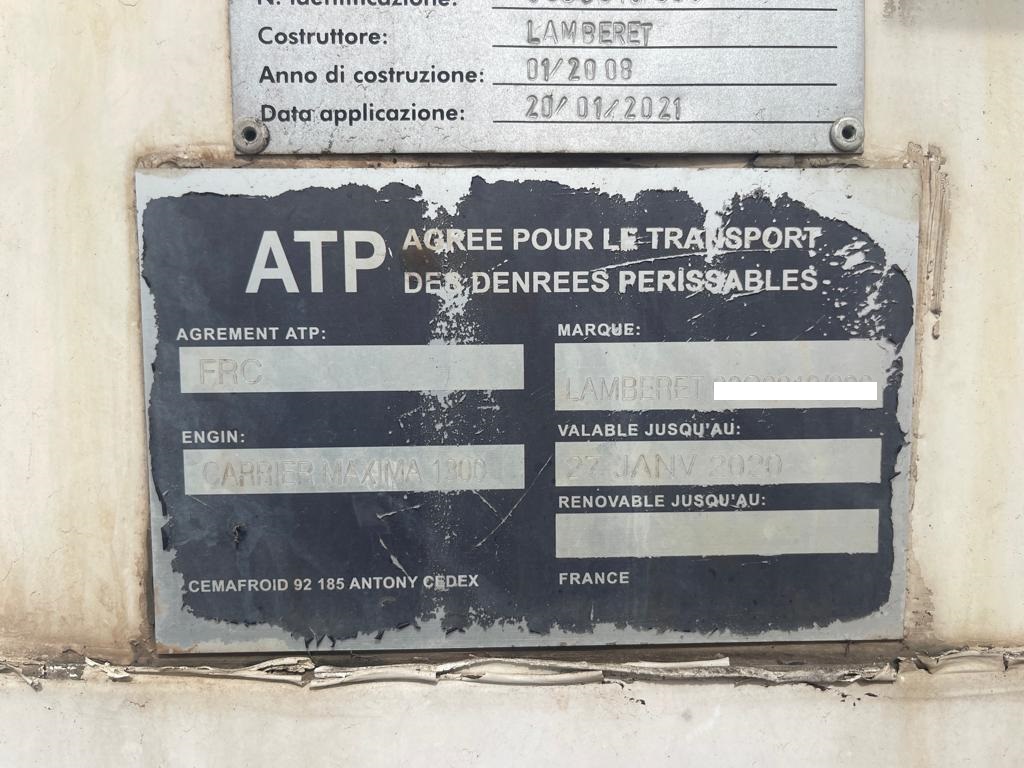 N. identificazione:
Costruttore: LAMBERET
Anno di costruzione: 01/2008
Data applicazione: 20/01/2021
ATP AGREE POUR LE TRANSPORT
DES DENREES PERISSABLES
AGREMENT ATP:
FRC
MARQUE:
LAMBERET
ENGIN:
CARRIER MAXIMA 1300
VALABLE JUSQU'AU:
27 JANV 2020
RENOVABLE JUSQU'AU:
CEMAFROID 92 185 ANTONY CEDEX
FRANCE